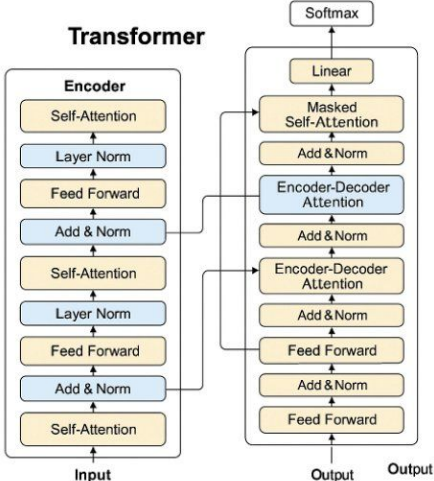 Transformer
Encoder
Self-Attention
Layer Norm
Feed Forward
Add & Norm
Self-Attention
Layer Norm
Feed Forward
Add & Norm
Self-Attention
Input
Softmax
Linear
Masked
Self-Attention
Add & Norm
Encoder-Decoder
Attention
Add & Norm
Encoder-Decoder
Attention
Add & Norm
Feed Forward
Add & Norm
Feed Forward
Output
Output